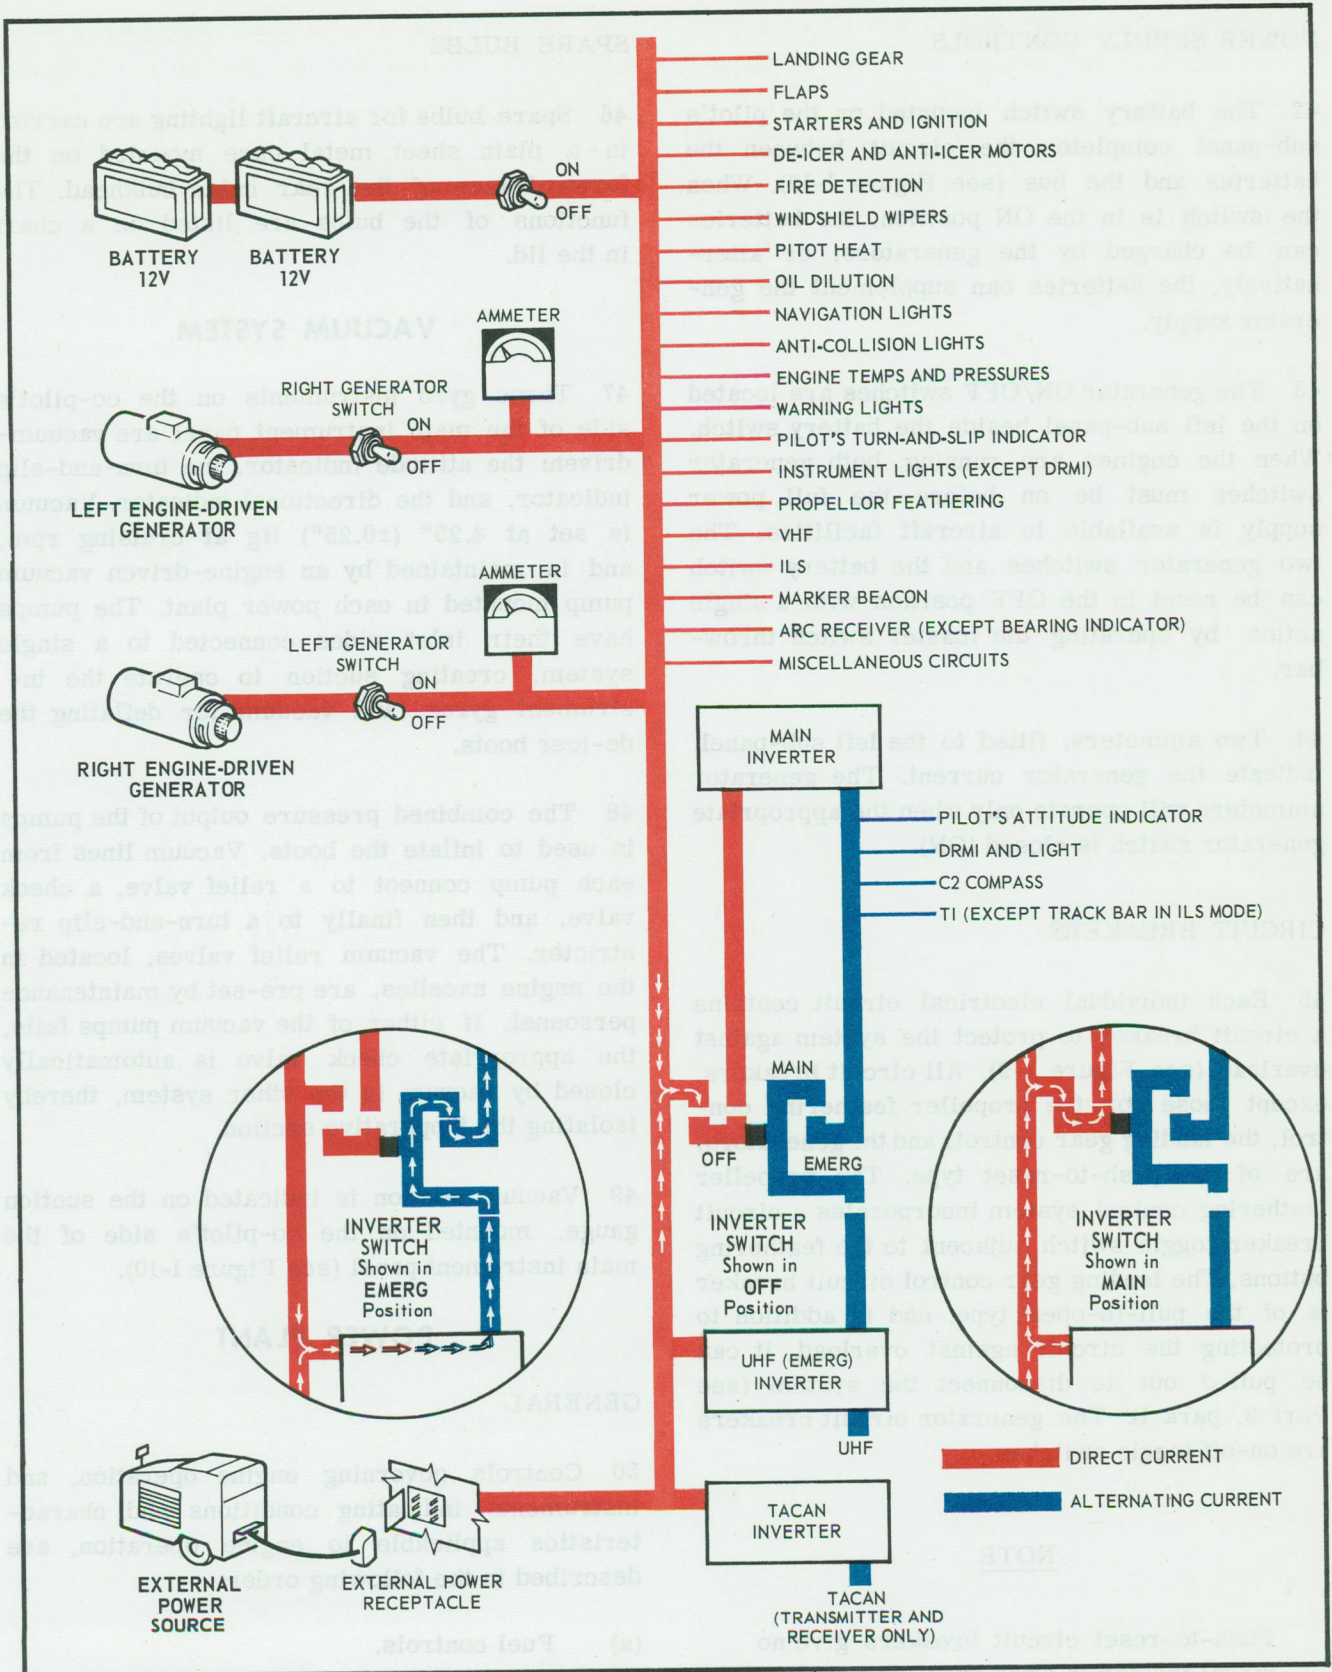 LANDING GEAR
FLAPS
STARTERS AND IGNITION
DE-ICER AND ANTI-ICER MOTORS
FIRE DETECTION
WINDSHIELD WIPERS
PITOT HEAT
OIL DILUTION
NAVIGATION LIGHTS
ANTI-COLLISION LIGHTS
ENGINE TEMPS AND PRESSURES
WARNING LIGHTS
PILOT'S TURN-AND-SLIP INDICATOR
INSTRUMENT LIGHTS (EXCEPT DRMI)
PROPELLOR FEATHERING
VHF
ILS
MARKER BEACON
ARC RECEIVER (EXCEPT BEARING INDICATOR)
MISCELLANEOUS CIRCUITS
ON
OFF
BATTERY
12V
BATTERY
12V
AMMETER
RIGHT GENERATOR
SWITCH
ON
OFF
LEFT ENGINE-DRIVEN
GENERATOR
AMMETER
LEFT GENERATOR
SWITCH
ON
OFF
RIGHT ENGINE-DRIVEN
GENERATOR
MAIN
INVERTER
PILOT'S ATTITUDE INDICATOR
DRMI AND LIGHT
C2 COMPASS
TI (EXCEPT TRACK BAR IN ILS MODE)
MAIN
OFF
EMERG
INVERTER
SWITCH
Shown in
EMERG
Position
INVERTER
SWITCH
Shown in
OFF
Position
INVERTER
SWITCH
Shown in
MAIN
Position
UHF (EMERG)
INVERTER
UHF
DIRECT CURRENT
ALTERNATING CURRENT
TACAN
INVERTER
TACAN
(TRANSMITTER AND
RECEIVER ONLY)
EXTERNAL
POWER
SOURCE
EXTERNAL POWER
RECEPTACLE